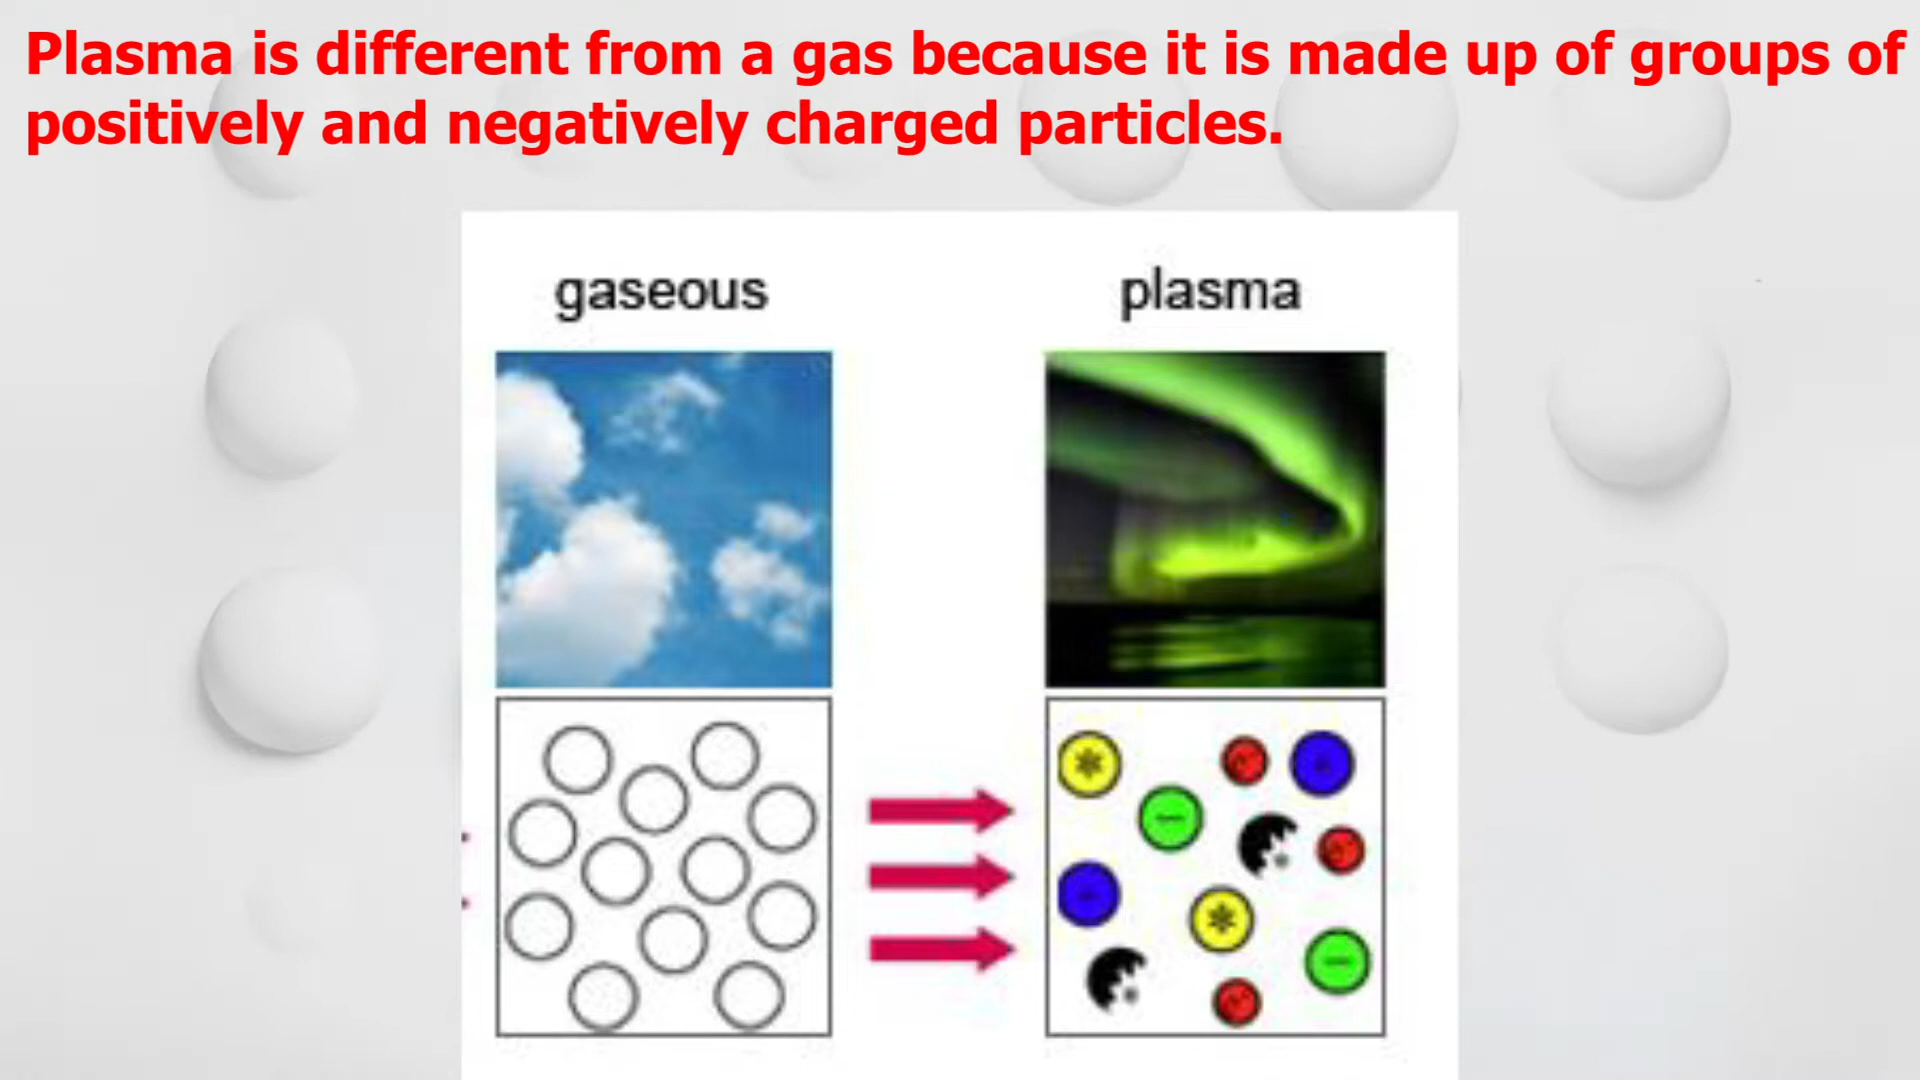 Plasma is different from a gas because it is made up of groups of
positively and negatively charged particles.
gaseous
plasma